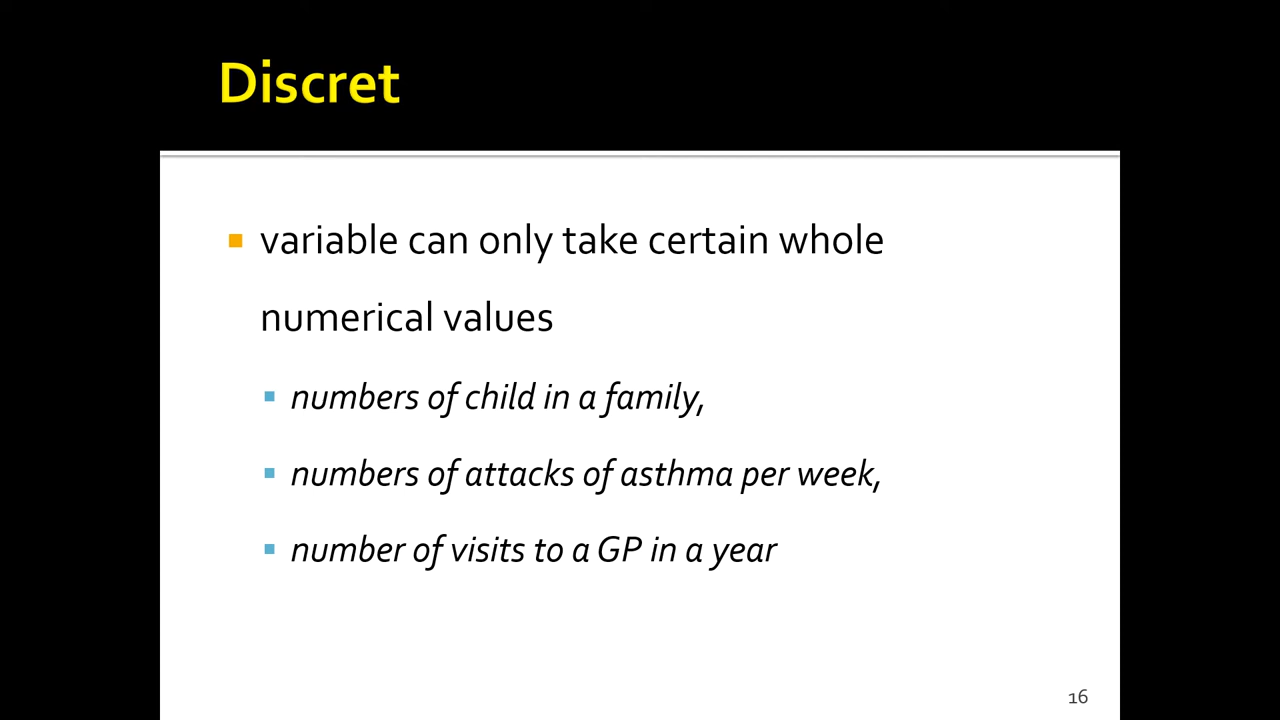 Discret
variable can only take certain whole
numerical values
numbers of child in a family,
numbers of attacks of asthma per week,
number of visits to a GP in a year
16